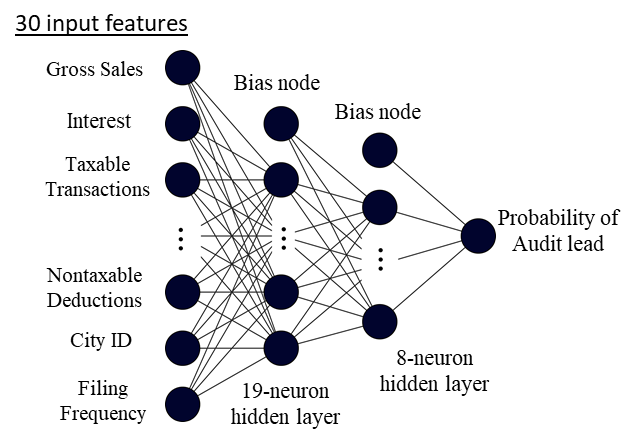 30 input features
Gross Sales
Interest
Taxable
Transactions
Nontaxable
Deductions
City ID
Filing
Frequency
Bias node
19-neuron
hidden layer
Bias node
8-neuron
hidden layer
Probability of
Audit lead